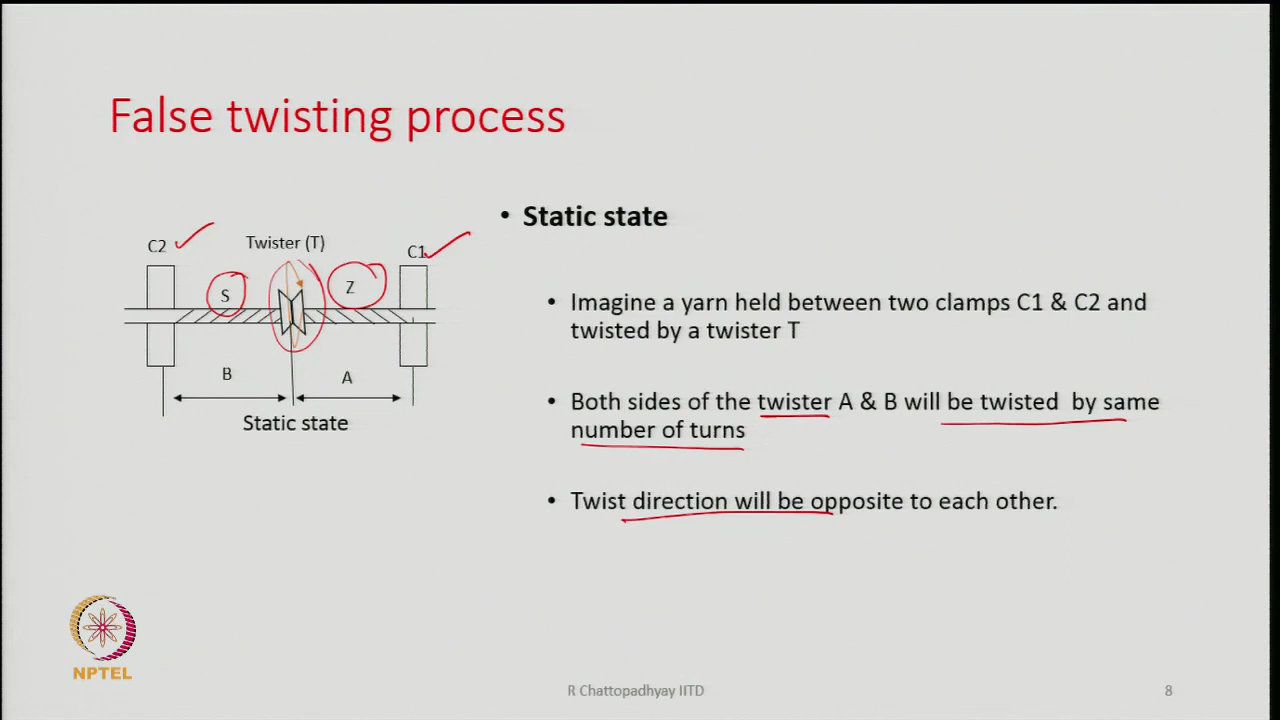 False twisting process
C2
Twister (T)
C1
S
Z
B
A
Static state
• Static state
• Imagine a yarn held between two clamps C1 & C2 and
twisted by a twister T
• Both sides of the twister A & B will be twisted by same
number of turns
• Twist direction will be opposite to each other.
NPTEL
R Chattopadhyay IITD
8